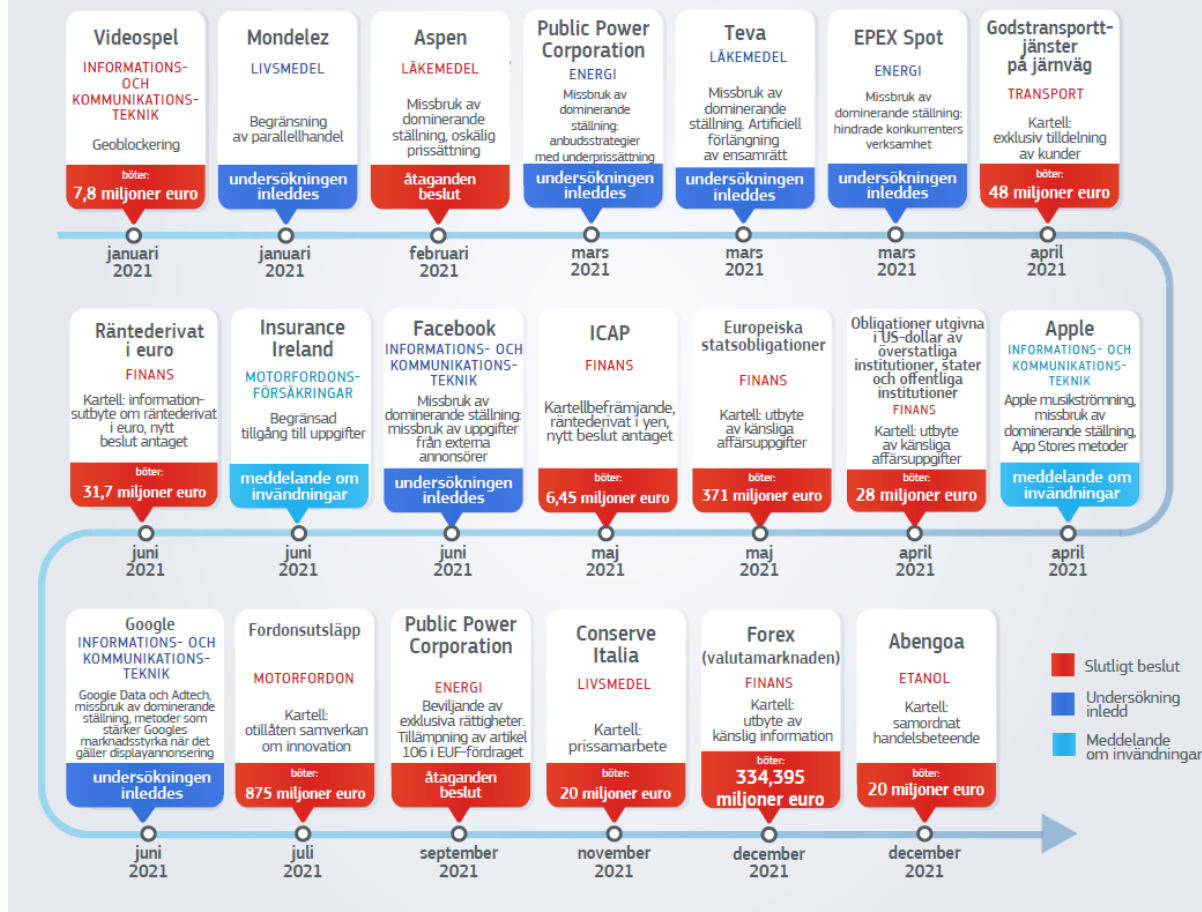 Videospel
INFORMATIONS-
OCH
KOMMUNIKATIONS-
TEKNIK
Geoblockering
böter:
7,8 miljoner euro
januari
2021
Mondelez
LIVSMEDEL
Begränsning
av parallellhandel
undersökningen
inleddes
januari
2021
Aspen
LÄKEMEDEL
Missbruk av
dominerande
ställning, oskälig
prissättning
åtaganden
beslut
februari
2021
Public Power
Corporation
ENERGI
Missbruk av
dominerande
ställning:
anbudsstrategier
med underprissättning
undersökningen
inleddes
mars
2021
Teva
LÄKEMEDEL
Missbruk av
dominerande
ställning. Artificiell
förlängning
av ensamrätt
undersökningen
inleddes
mars
2021
EPEX Spot
ENERGI
Missbruk av
dominerande ställning:
hindrade konkurrenters
verksamhet
undersökningen
inleddes
mars
2021
Godstransportt-
jänster
på järnväg
TRANSPORT
Kartell:
exklusiv tilldelning
av kunder
böter:
48 miljoner euro
april
2021
Räntederivat
i euro
FINANS
Kartell: information-
sutbyte om räntederivat
i euro, nytt
beslut antaget
böter:
31,7 miljoner euro
juni
2021
Insurance
Ireland
MOTORFORDONS-
FÖRSÄKRINGAR
Begränsad
tillgång till uppgifter
meddelande om
invändningar
juni
2021
Facebook
INFORMATIONS- OCH
KOMMUNIKATIONS-
TEKNIK
Missbruk av
dominerande ställning:
missbruk av uppgifter
från externa
annonsörer
undersökningen
inleddes
juni
2021
ICAP
FINANS
Kartellbefrämjande,
räntederivat i yen,
nytt beslut antaget
böter:
6,45 miljoner euro
maj
2021
Europeiska
statsobligationer
FINANS
Kartell: utbyte
av känsliga
affärsuppgifter
böter:
371 miljoner euro
maj
2021
Obligationer utgivna
i US-dollar av
överstatliga
institutioner, stater
och offentliga
institutioner
FINANS
Kartell: utbyte
av känsliga
affärsuppgifter
böter:
28 miljoner euro
april
2021
Apple
INFORMATIONS- OCH
KOMMUNIKATIONS-
TEKNIK
Apple musikströmning,
missbruk av
dominerande ställning,
App Stores metoder
meddelande om
invändningar
april
2021
Google
INFORMATIONS- OCH
KOMMUNIKATIONS-
TEKNIK
Google Data och Adtech,
missbruk av dominerande
ställning, metoder som
stärker Googles
marknadsstyrka när det
gäller displayannonsering
undersökningen
inleddes
juni
2021
Fordonsutsläpp
MOTORFORDON
Kartell:
otillåten samverkan
om innovation
böter:
875 miljoner euro
juli
2021
Public Power
Corporation
ENERGI
Beviljande av
exklusiva rättigheter.
Tillämpning av artikel
106 i EUF-fördraget
åtaganden
beslut
september
2021
Conserve
Italia
LIVSMEDEL
Kartell:
prissamarbete
böter:
20 miljoner euro
november
2021
Forex
(valutamarknaden)
FINANS
Kartell:
utbyte av
känslig information
böter:
334,395
miljoner euro
december
2021
Abengoa
ETANOL
Kartell:
samordnat
handelsbeteende
böter:
20 miljoner euro
december
2021
Slutligt beslut
Undersökning
inledd
Meddelande
om invändningar